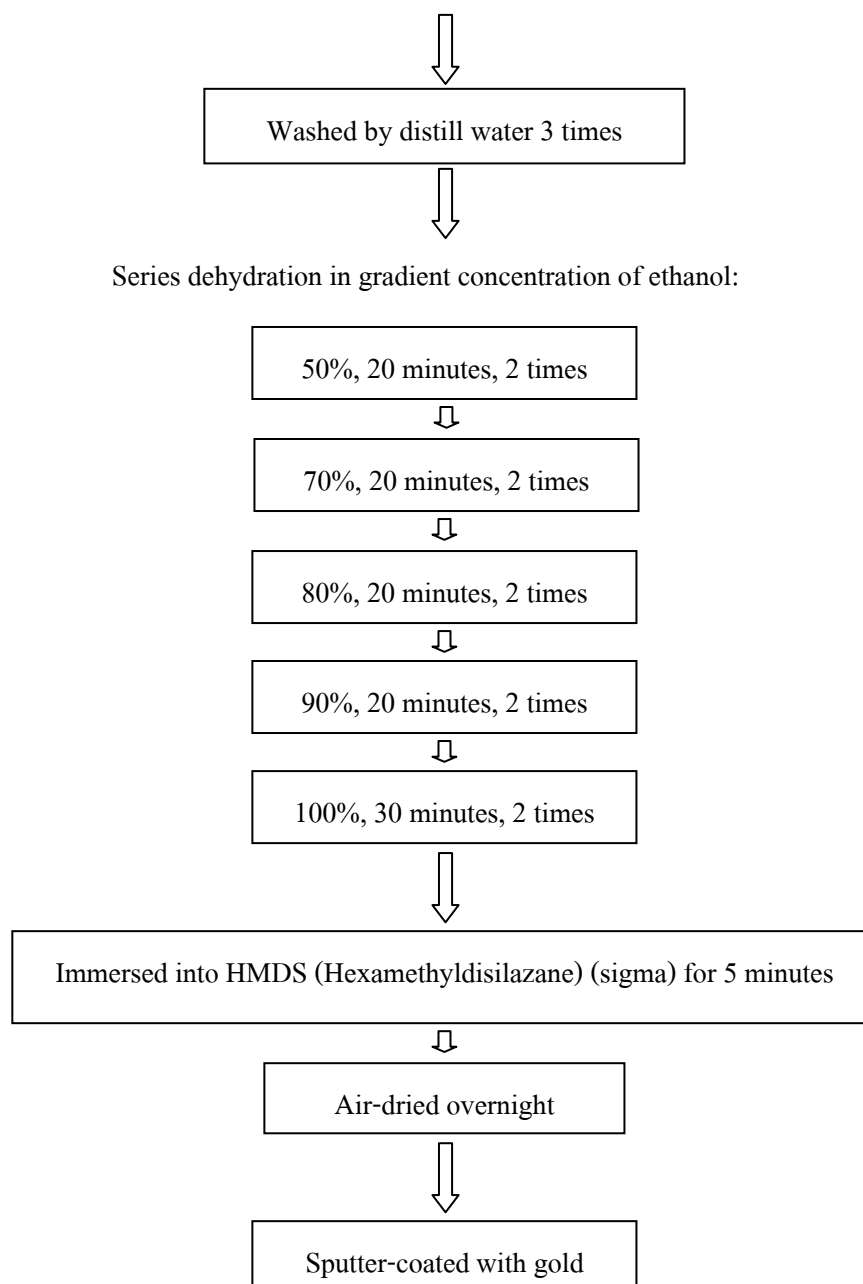 Washed by distill water 3 times
Series dehydration in gradient concentration of ethanol:
50%, 20 minutes, 2 times
70%, 20 minutes, 2 times
80%, 20 minutes, 2 times
90%, 20 minutes, 2 times
100%, 30 minutes, 2 times
Immersed into HMDS (Hexamethyldisilazane) (sigma) for 5 minutes
Air-dried overnight
Sputter-coated with gold